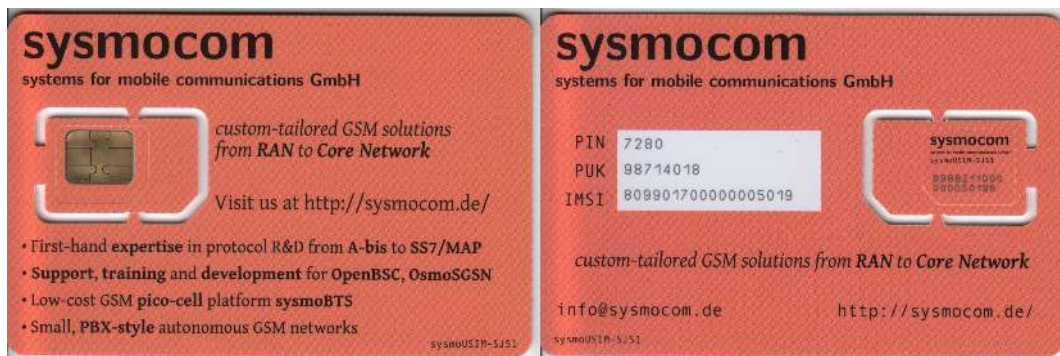 sysmocom
systems for mobile communications GmbH
custom-tailored GSM solutions
from RAN to Core Network
Visit us at http://sysmocom.de/
• First-hand expertise in protocol R&D from A-bis to SS7/MAP
• Support, training and development for OpenBSC, OsmoSGSN
• Low-cost GSM pico-cell platform sysmoBTS
• Small, PBX-style autonomous GSM networks
sysmoUSIM-SJS1
sysmocom
systems for mobile communications GmbH
PIN 7280
PUK 98714018
IMSI 809901700000005019
sysmocom
sysmoUSIM-SJS1
custom-tailored GSM solutions from RAN to Core Network
info@sysmocom.de http://sysmocom.de/
sysmoUSIM-SJS1